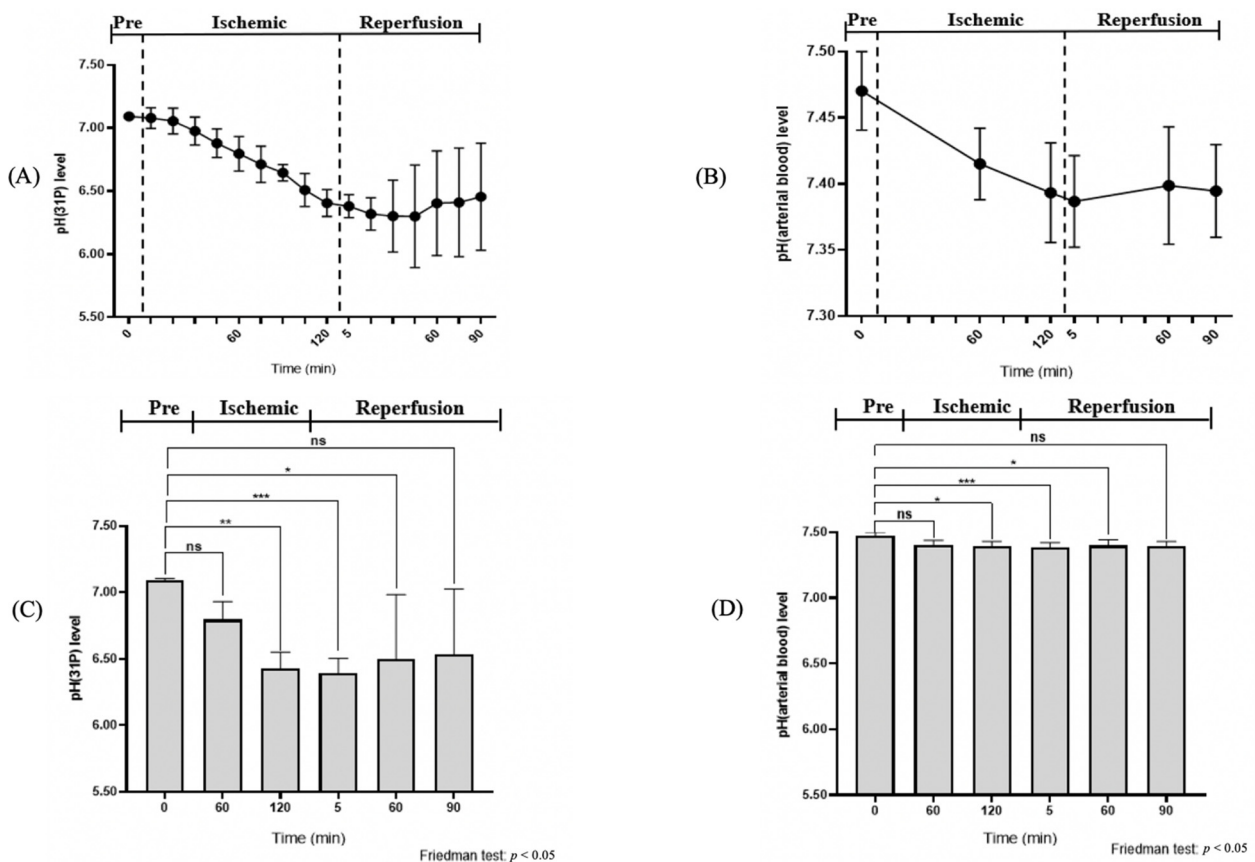 Pre Ischemic Reperfusion
7.50
7.00
6.50
6.00
5.50
pH(31P) level
0 60 120 5 60 90
Time (min)
(A)
Pre Ischemic Reperfusion
7.50
7.45
7.40
7.35
7.30
pH(arterial blood) level
0 60 120 5 60 90
Time (min)
(B)
Pre Ischemic Reperfusion
ns
*
***
**
ns
7.50
7.00
6.50
6.00
5.50
pH(31P) level
0 60 120 5 60 90
Time (min)
Friedman test: p < 0.05
(C)
Pre Ischemic Reperfusion
ns
*
***
*
ns
7.50
7.00
6.50
6.00
5.50
pH(arterial blood) level
0 60 120 5 60 90
Time (min)
Friedman test: p < 0.05
(D)